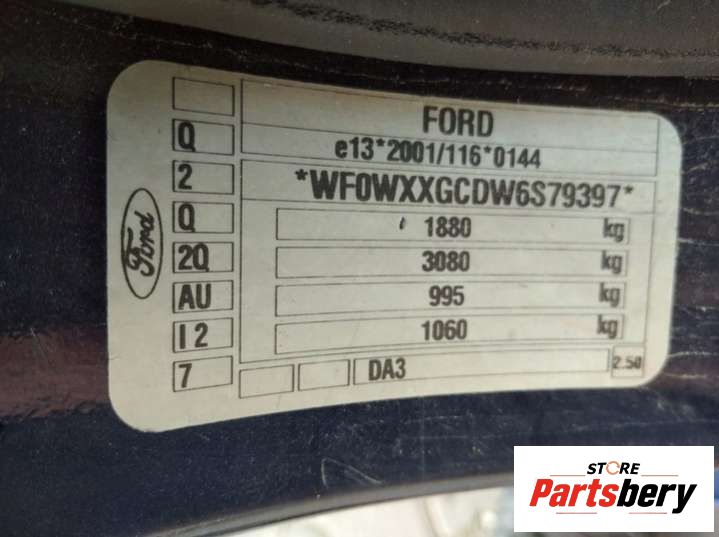 FORD
e13*2001/116*0144
*WF0WXXGCDW6S79397*
1880 kg
3080 kg
995 kg
1060 kg
DA3 2.50
Q
2
Q
2Q
AU
I2
7
Ford
STORE
Partsbery